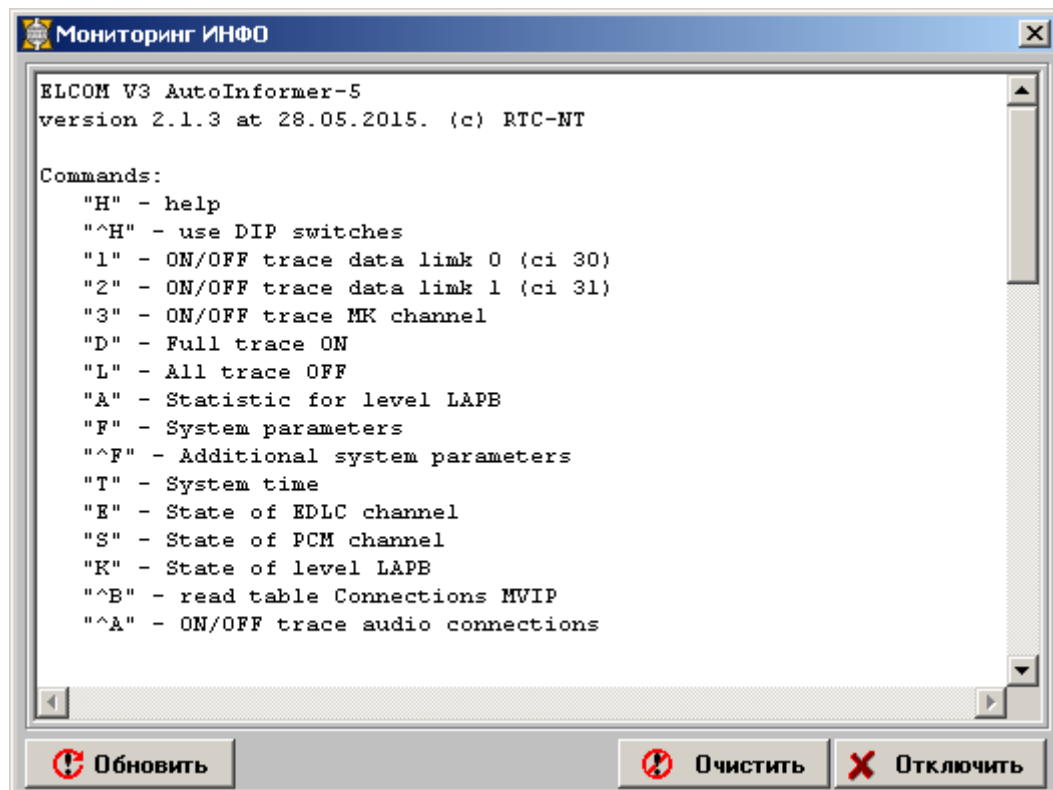 Мониторинг ИНФО
ELCOM V3 AutoInformer-5
version 2.1.3 at 28.05.2015. (c) RTC-NT
Commands:
"H" - help
"^H" - use DIP switches
"1" - ON/OFF trace data limk 0 (ci 30)
"2" - ON/OFF trace data limk 1 (ci 31)
"3" - ON/OFF trace MK channel
"D" - Full trace ON
"L" - All trace OFF
"A" - Statistic for level LAPB
"F" - System parameters
"^F" - Additional system parameters
"T" - System time
"E" - State of EDLC channel
"S" - State of PCM channel
"K" - State of level LAPB
"^B" - read table Connections MVIP
"^A" - ON/OFF trace audio connections
Обновить
Очистить
Отключить